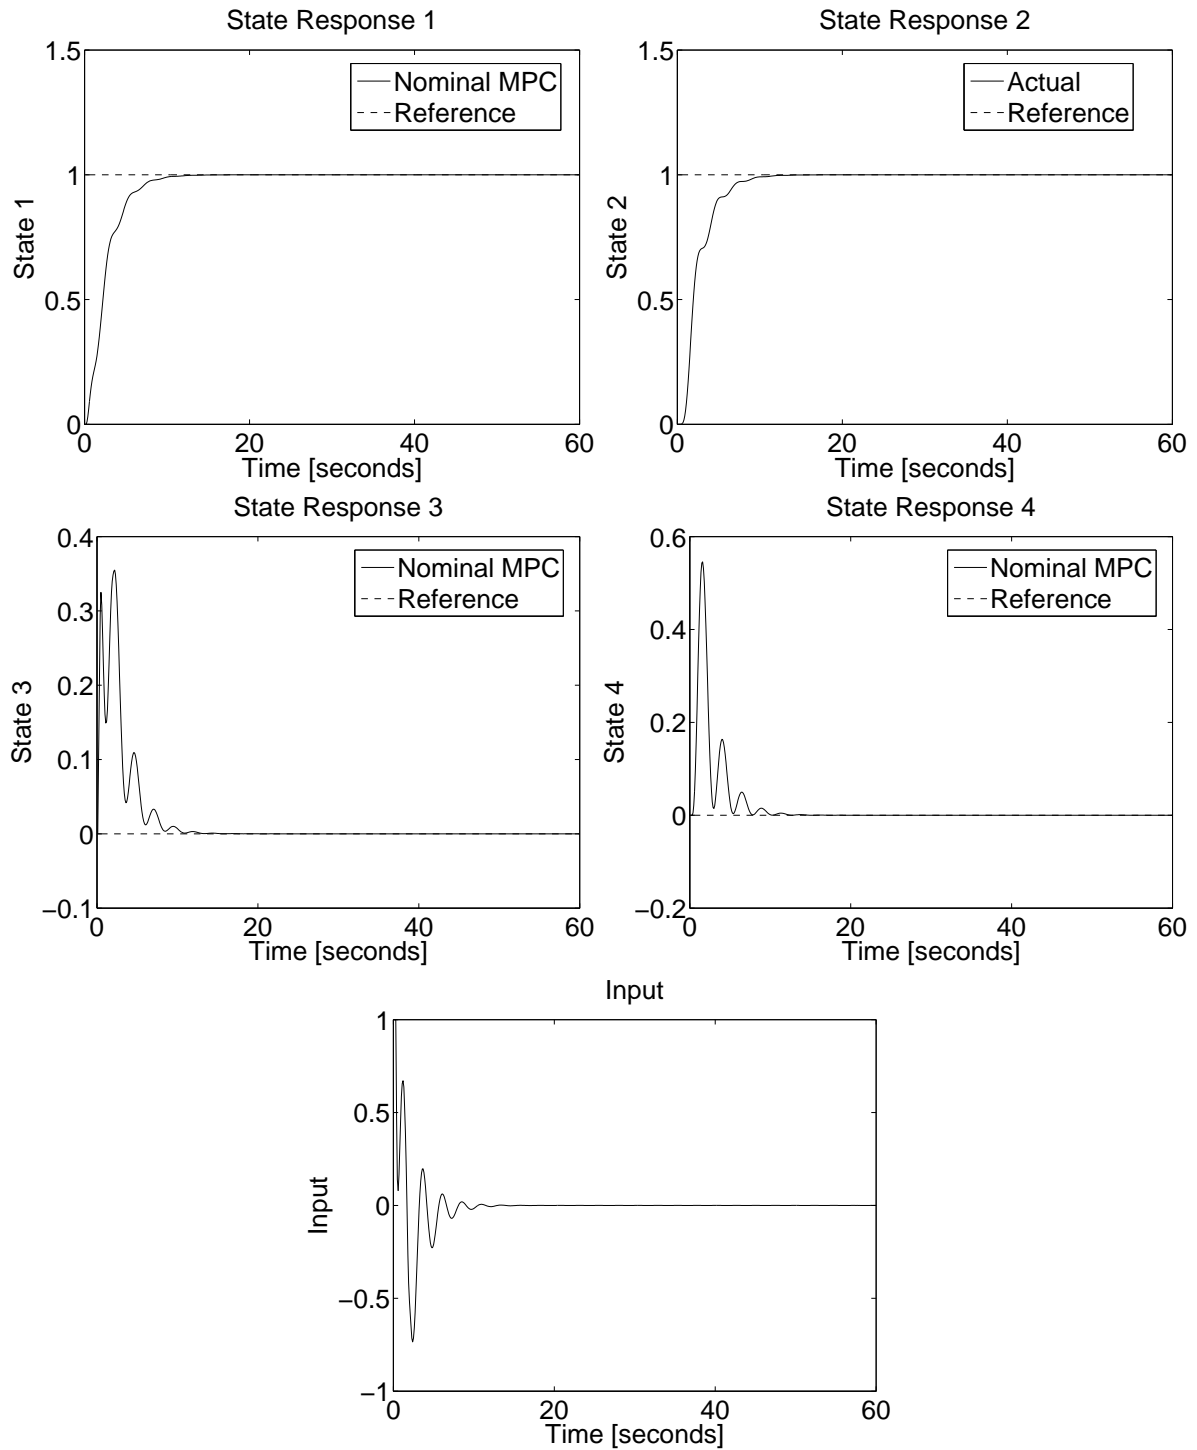 State Response 1
1.5
Nominal MPC
Reference
1
State 1
0.5
0
0 20 40 60
Time [seconds]
State Response 2
1.5
Actual
Reference
1
State 2
0.5
0
0 20 40 60
Time [seconds]
State Response 3
0.4
Nominal MPC
Reference
0.3
0.2
State 3
0.1
0
−0.1
0 20 40 60
Time [seconds]
State Response 4
0.6
Nominal MPC
Reference
0.4
0.2
State 4
0
−0.2
0 20 40 60
Time [seconds]
Input
1
0.5
0
Input
−0.5
−1
0 20 40 60
Time [seconds]